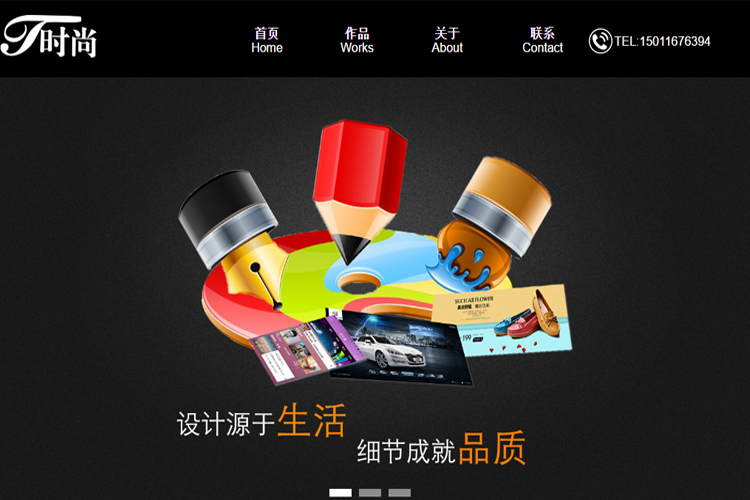 T时尚
首页
Home
作品
Works
关于
About
联系
Contact
TEL:15011676394
SUCH AS FLOWER
199
设计源于生活
细节成就品质